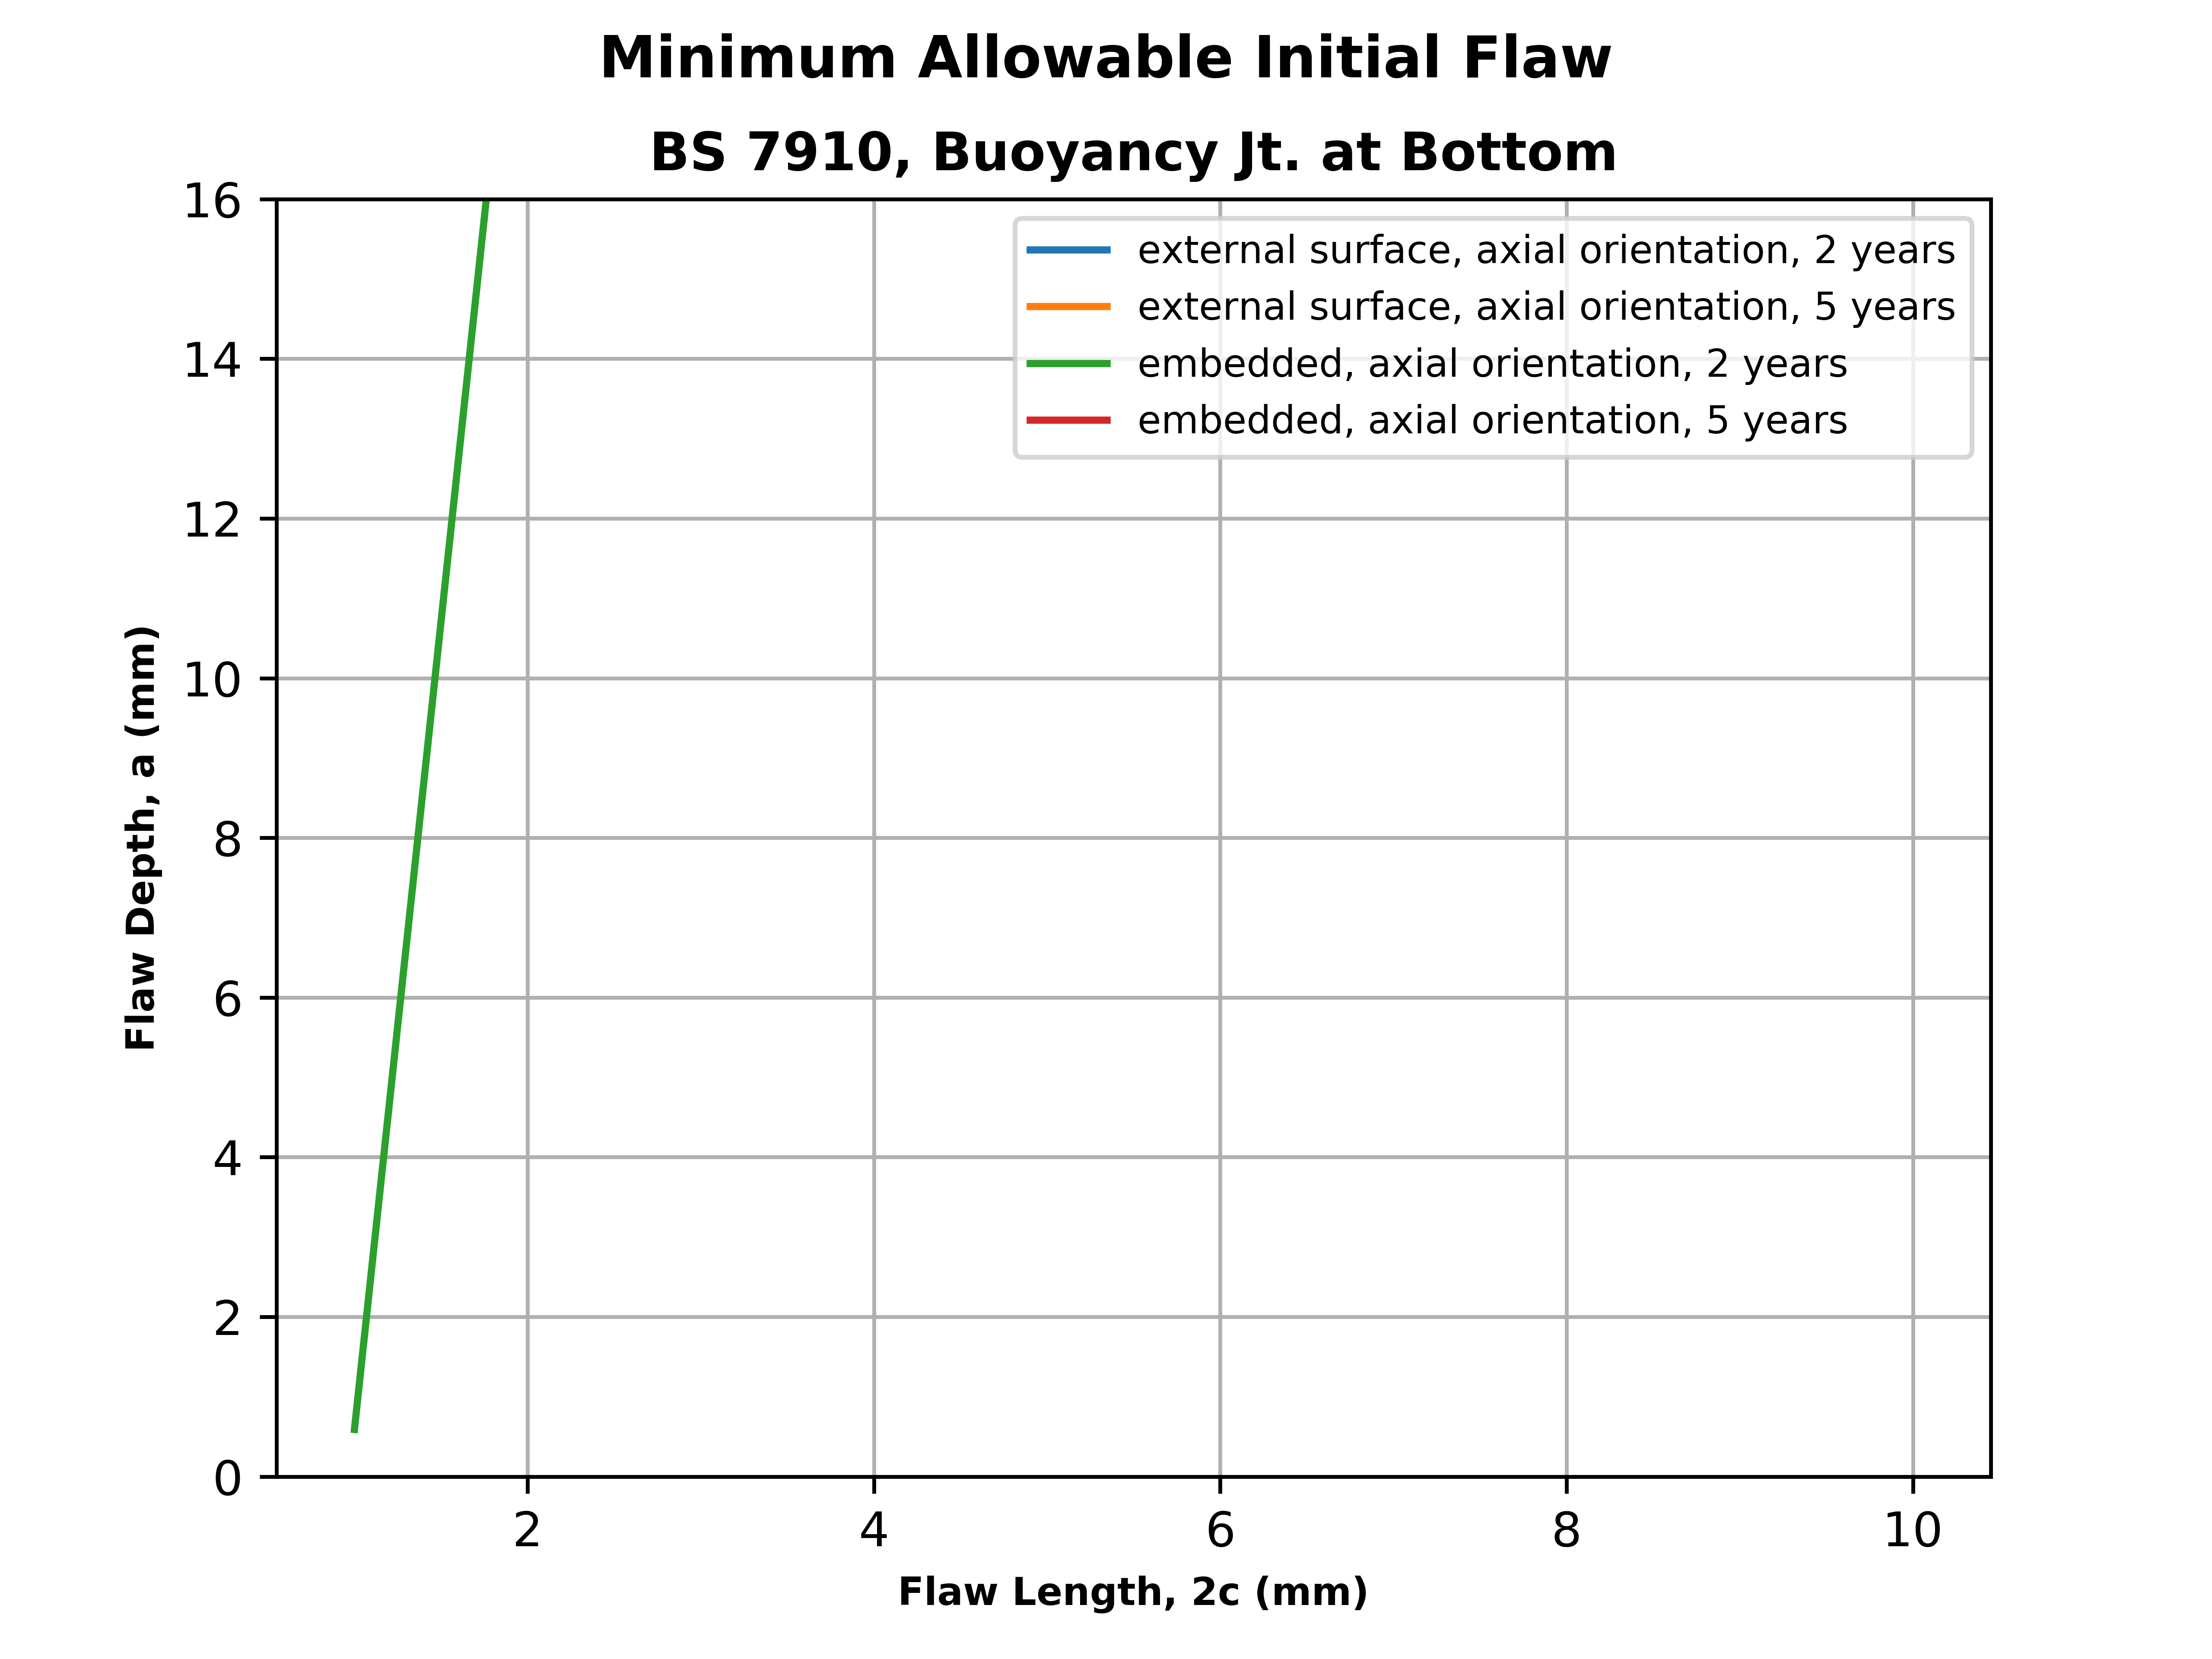 Minimum Allowable Initial Flaw
BS 7910, Buoyancy Jt. at Bottom
16
14
12
10
8
6
4
2
0
Flaw Depth, a (mm)
external surface, axial orientation, 2 years
external surface, axial orientation, 5 years
embedded, axial orientation, 2 years
embedded, axial orientation, 5 years
2 4 6 8 10
Flaw Length, 2c (mm)